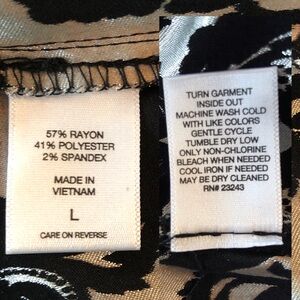 57% RAYON
41% POLYESTER
2% SPANDEX
MADE IN
VIETNAM
L
CARE ON REVERSE
TURN GARMENT
INSIDE OUT
MACHINE WASH COLD
WITH LIKE COLORS
GENTLE CYCLE
TUMBLE DRY LOW
ONLY NON-CHLORINE
BLEACH WHEN NEEDED
COOL IRON IF NEEDED
MAY BE DRY CLEANED
RN# 23243